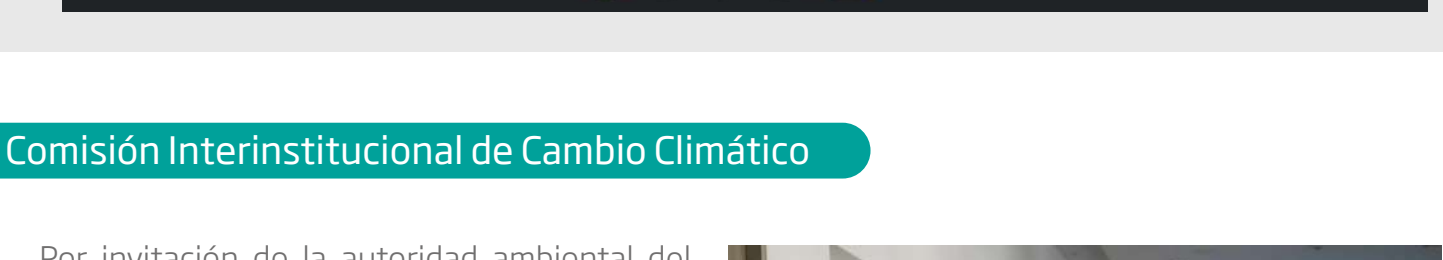 Comisión Interinstitucional de Cambio Climático
Por invitación de la autoridad ambiental del